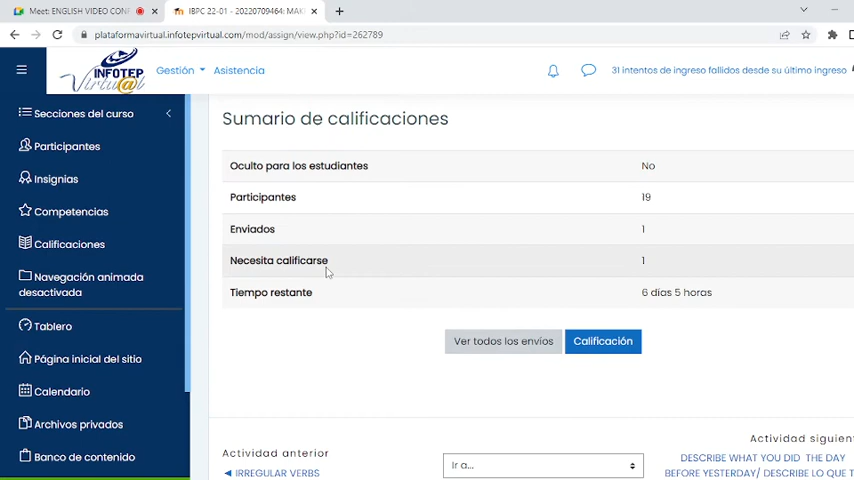 Meet: ENGLISH VIDEO CONF
IBPC 22-01 - 20220709464: MAK
plataformavirtual.infotepvirtual.com/mod/assign/view.php?id=262789
INFOTEP
Virtu@l
Gestión
Asistencia
31 intentos de ingreso fallidos desde su último ingreso
Secciones del curso
Participantes
Insignias
Competencias
Calificaciones
Navegación animada
desactivada
Tablero
Página inicial del sitio
Calendario
Archivos privados
Banco de contenido
Sumario de calificaciones
Oculto para los estudiantes No
Participantes 19
Enviados 1
Necesita calificarse 1
Tiempo restante 6 días 5 horas
Ver todos los envíos Calificación
Actividad anterior
◄ IRREGULAR VERBS
Ir a...
Actividad siguien
DESCRIBE WHAT YOU DID THE DAY
BEFORE YESTERDAY/ DESCRIBE LO QUE T